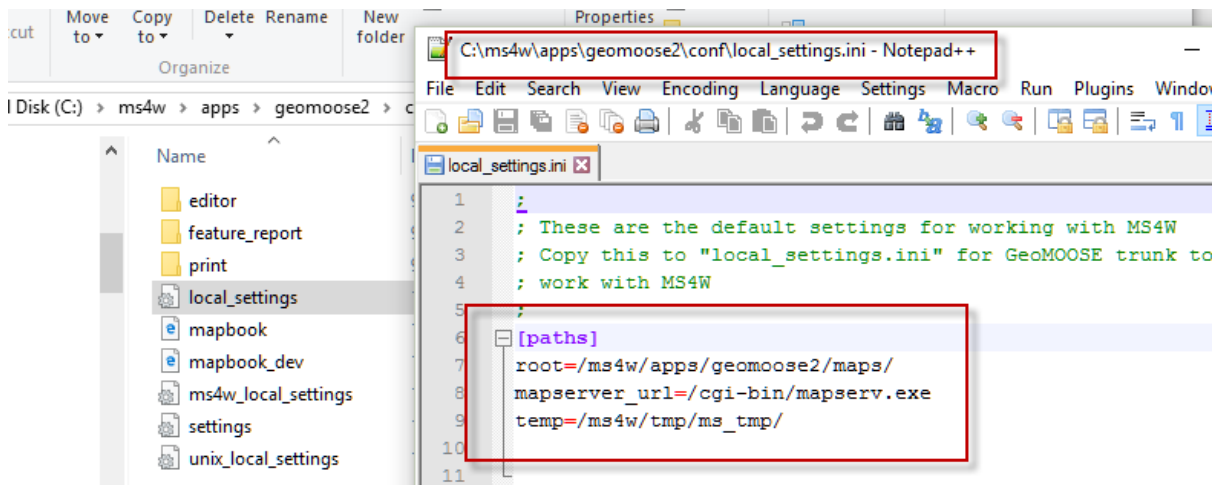 Move Copy Delete Rename New Properties
cut to to folder
Organize
C:\ms4w\apps\geomoose2\conf\local_settings.ini - Notepad++
File Edit Search View Encoding Language Settings Macro Run Plugins Window
Disk (C:) > ms4w > apps > geomoose2 > c
Name
local_settings.ini
editor
feature_report
print
local_settings
mapbook
mapbook_dev
ms4w_local_settings
settings
unix_local_settings
1 ;
2 ; These are the default settings for working with MS4W
3 ; Copy this to "local_settings.ini" for GeoMOOSE trunk to
4 ; work with MS4W
5 ;
6 [paths]
7 root=/ms4w/apps/geomoose2/maps/
8 mapserver_url=/cgi-bin/mapserv.exe
9 temp=/ms4w/tmp/ms_tmp/
10
11